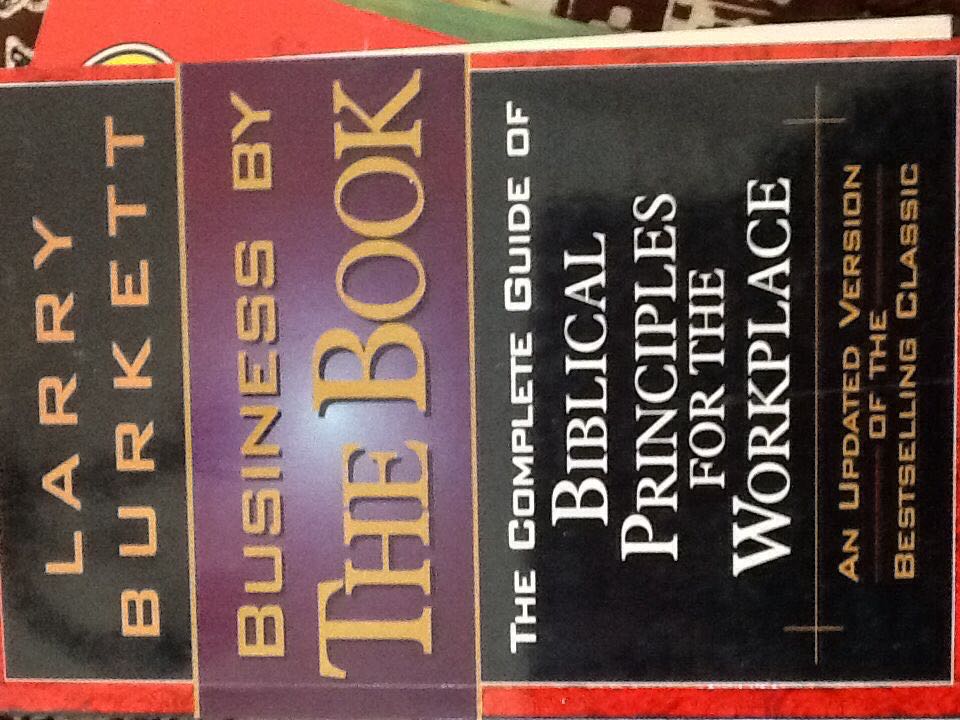 LARRY
BURKETT
BUSINESS BY
THE BOOK
THE COMPLETE GUIDE OF
BIBLICAL
PRINCIPLES
FOR THE
WORKPLACE
AN UPDATED VERSION
OF THE
BESTSELLING CLASSIC